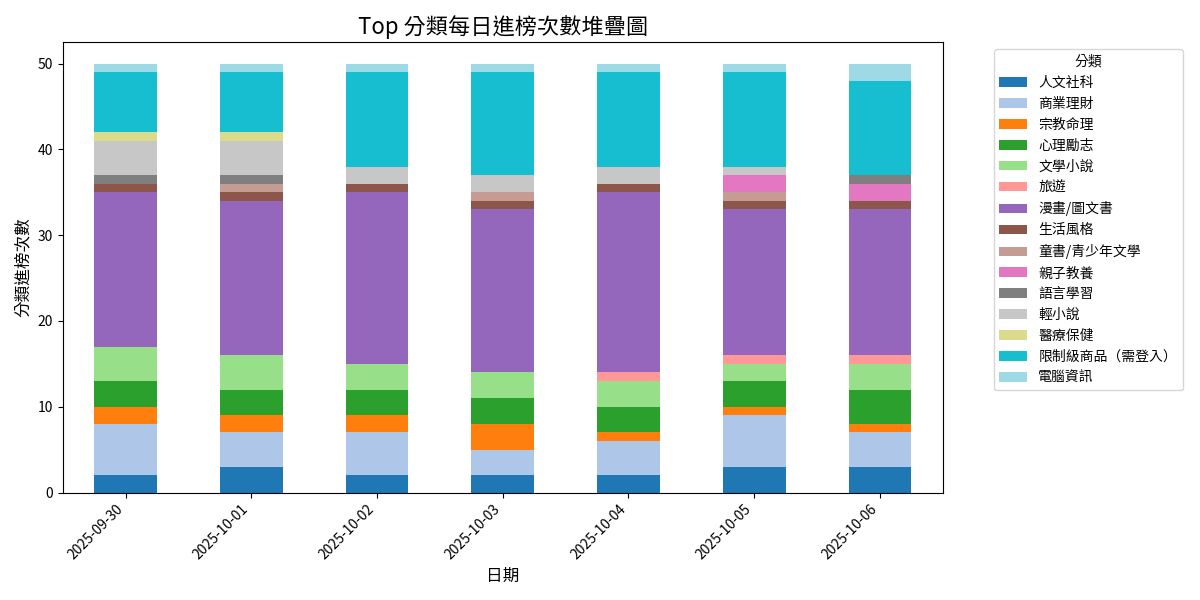 Top 分類每日進榜次數堆疊圖
分類進榜次數
50
40
30
20
10
0
2025-09-30
2025-10-01
2025-10-02
2025-10-03
2025-10-04
2025-10-05
2025-10-06
日期
分類
人文社科
商業理財
宗教命理
心理勵志
文學小說
旅遊
漫畫/圖文書
生活風格
童書/青少年文學
親子教養
語言學習
輕小說
醫療保健
限制級商品（需登入）
電腦資訊